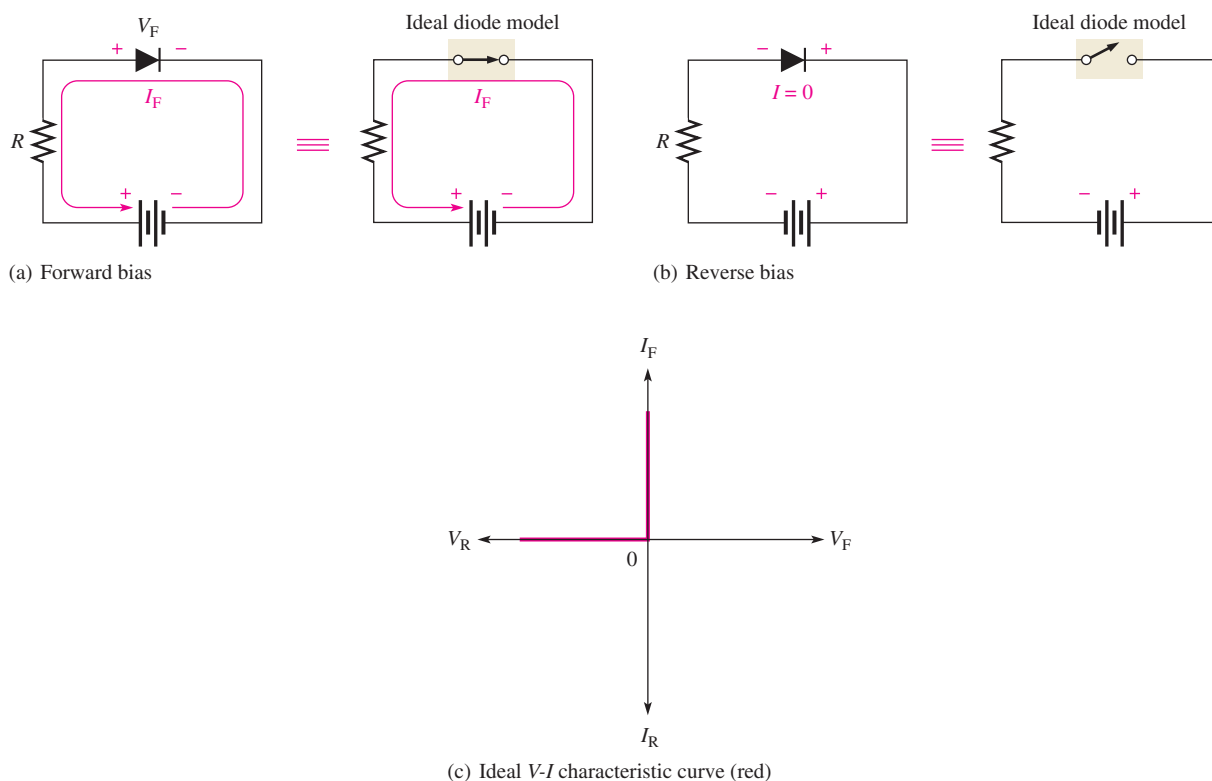 V_F
+ −
I_F
R
+ −
(a) Forward bias
Ideal diode model
I_F
+ −
− +
I = 0
R
− +
(b) Reverse bias
Ideal diode model
− +
I_F
V_R
0
V_F
I_R
(c) Ideal V-I characteristic curve (red)